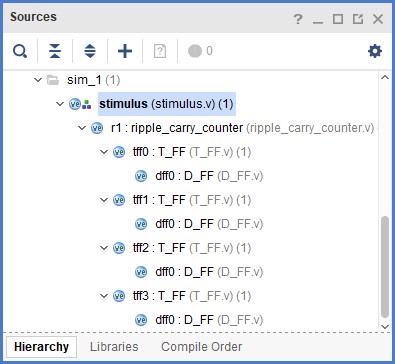 Sources
0
sim_1 (1)
stimulus (stimulus.v) (1)
r1 : ripple_carry_counter (ripple_carry_counter.v)
tff0 : T_FF (T_FF.v) (1)
dff0 : D_FF (D_FF.v)
tff1 : T_FF (T_FF.v) (1)
dff0 : D_FF (D_FF.v)
tff2 : T_FF (T_FF.v) (1)
dff0 : D_FF (D_FF.v)
tff3 : T_FF (T_FF.v) (1)
dff0 : D_FF (D_FF.v)
Hierarchy Libraries Compile Order